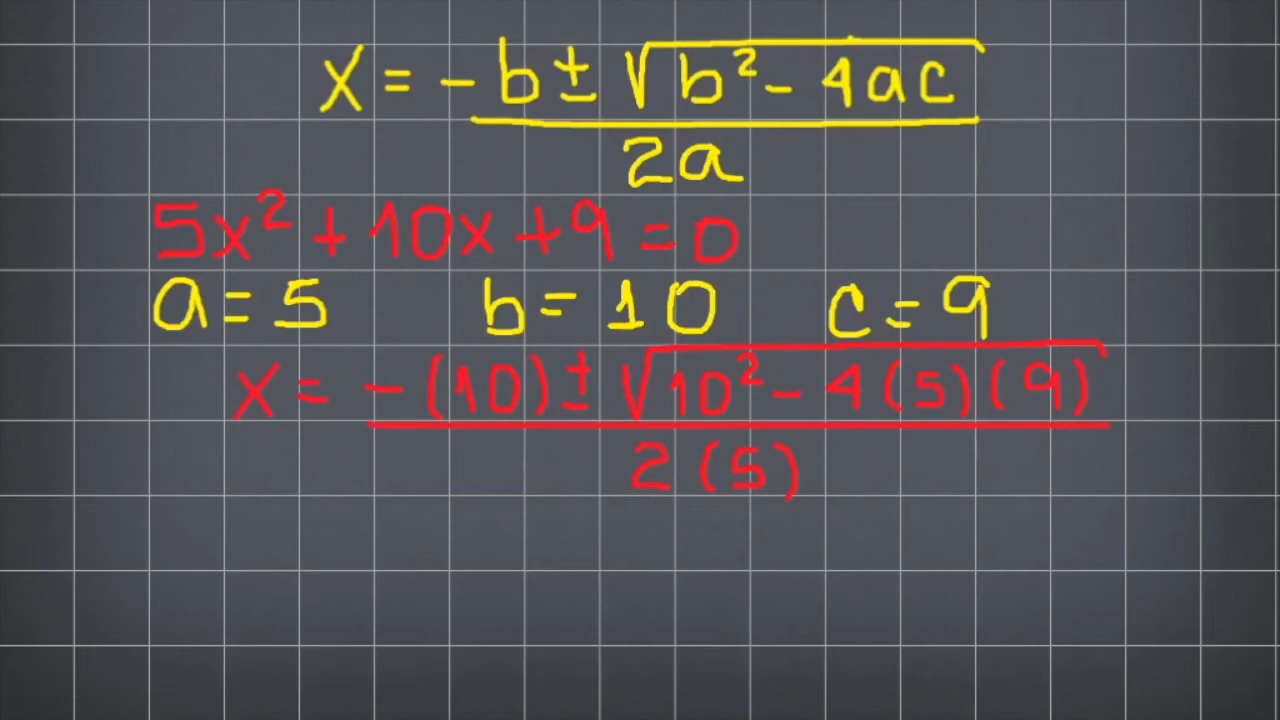 x = -b ± √b² - 4ac
2a
5x² + 10x + 9 = 0
a = 5 b = 10 c = 9
x = -(10) ± √10² - 4(5)(9)
2(5)